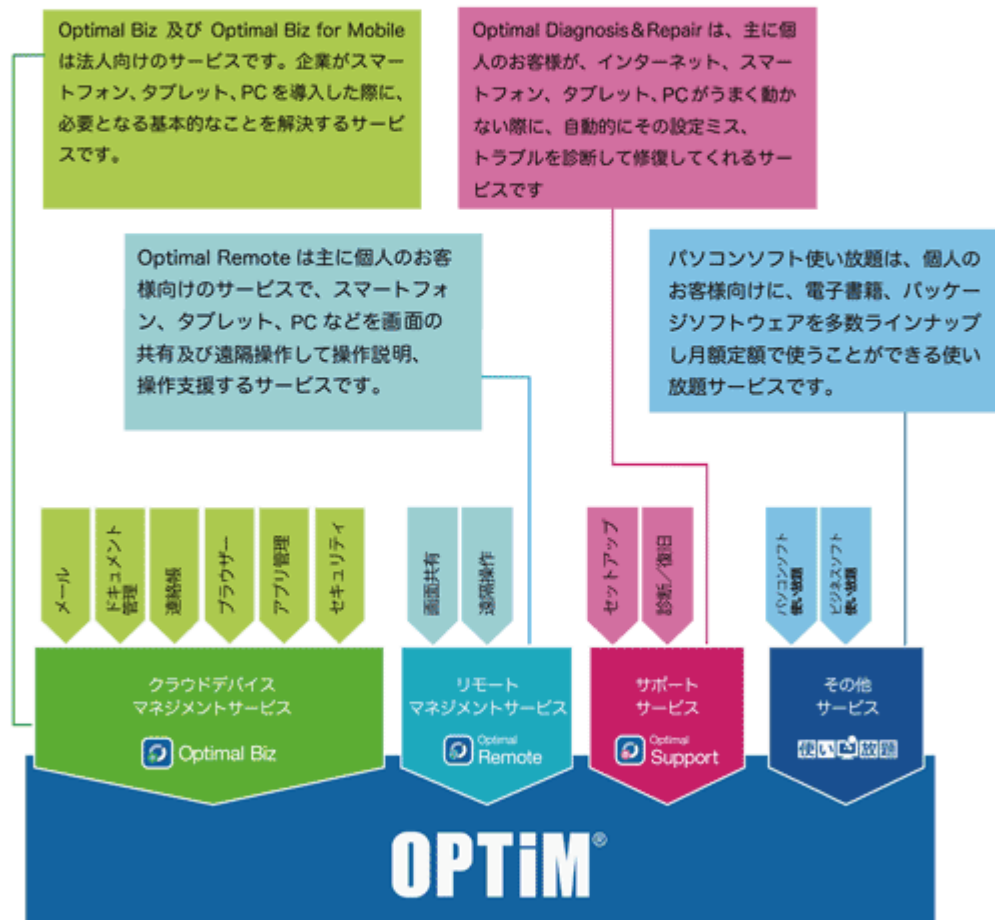 Optimal Biz 及び Optimal Biz for Mobile
は法人向けのサービスです。企業がスマー
トフォン、タブレット、PCを導入した際に、
必要となる基本的なことを解決するサービ
スです。
Optimal Diagnosis&Repair は、主に個
人のお客様が、インターネット、スマー
トフォン、タブレット、PCがうまく動か
ない際に、自動的にその設定ミス、
トラブルを診断して修復してくれるサー
ビスです
Optimal Remote は主に個人のお客
様向けのサービスで、スマートフォ
ン、タブレット、PCなどを画面の
共有及び遠隔操作して操作説明、
操作支援するサービスです。
パソコンソフト使い放題は、個人の
お客様向けに、電子書籍、パッケー
ジソフトウェアを多数ラインナップ
し月額定額で使うことができる使い
放題サービスです。
メール
ドキュメント
管理
連絡帳
ブラウザー
アプリ管理
セキュリティ
画面共有
遠隔操作
セットアップ
診断／復旧
パソコンソフト
使い放題
ビジネスソフト
使い放題
クラウドデバイス
マネジメントサービス
Optimal Biz
リモート
マネジメントサービス
Optimal
Remote
サポート
サービス
Optimal
Support
その他
サービス
使い放題
OPTiM®